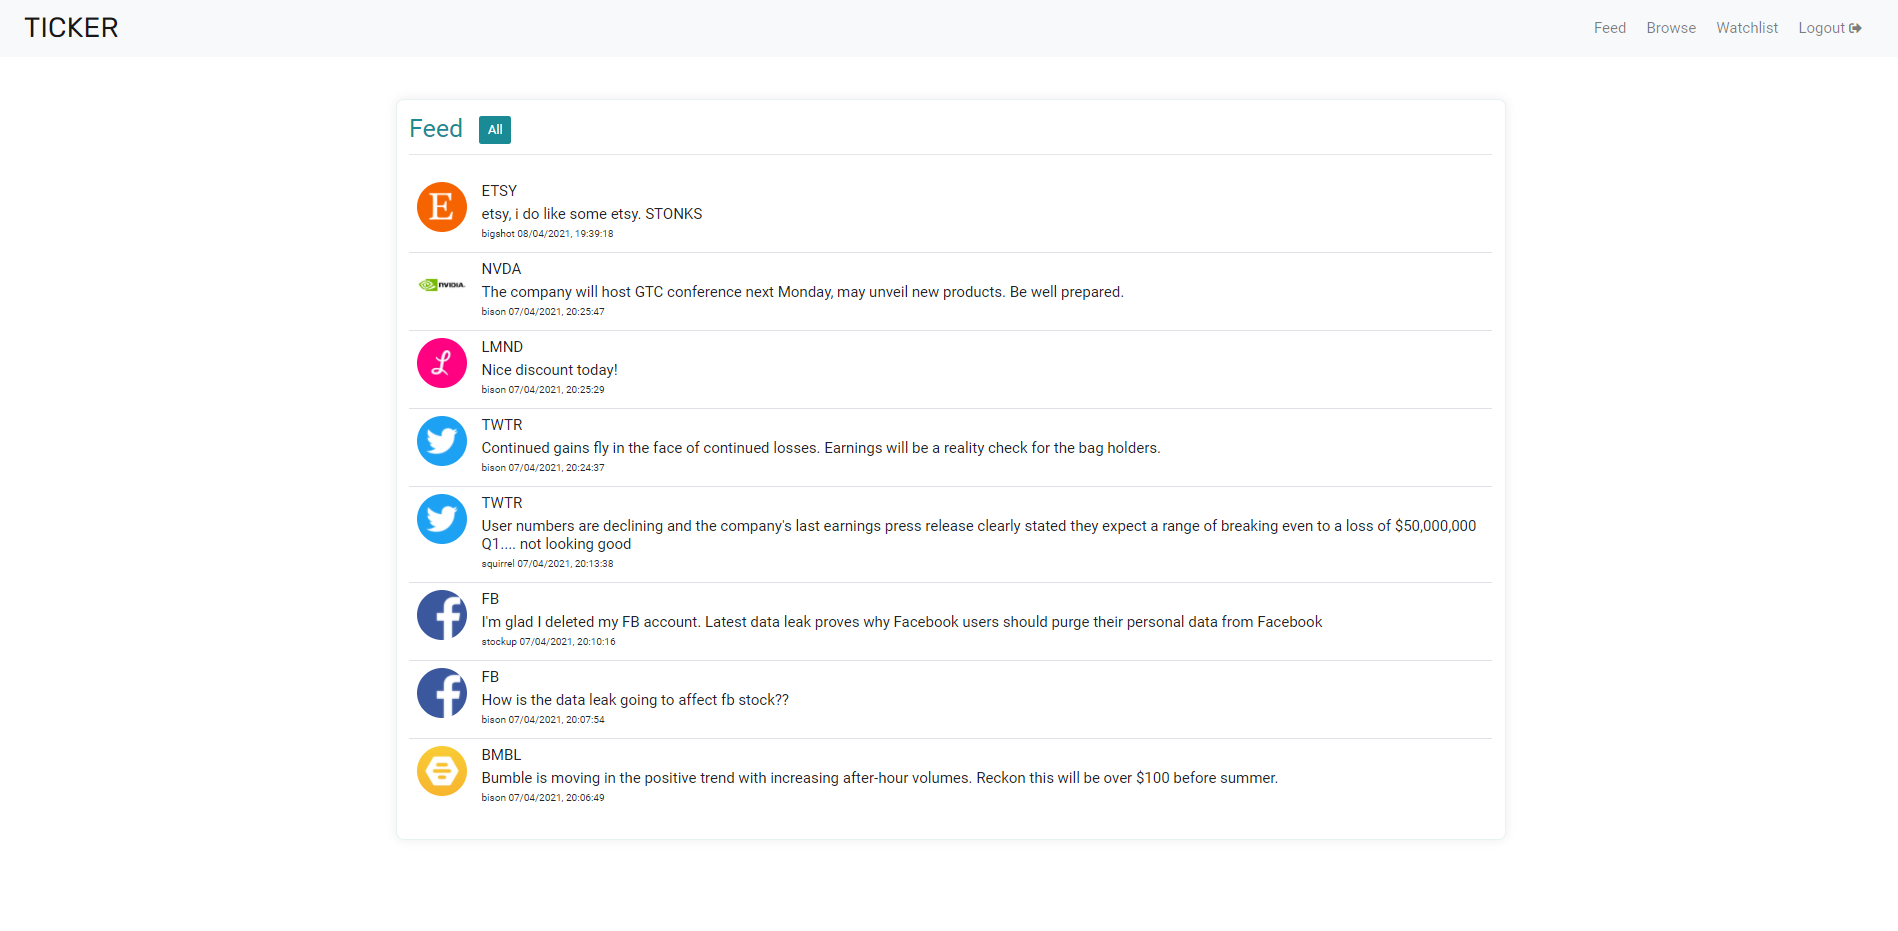 TICKER
Feed Browse Watchlist Logout
Feed All
ETSY
etsy, i do like some etsy. STONKS
bigshot 08/04/2021, 19:39:18
NVDA
The company will host GTC conference next Monday, may unveil new products. Be well prepared.
bison 07/04/2021, 20:25:47
LMND
Nice discount today!
bison 07/04/2021, 20:25:29
TWTR
Continued gains fly in the face of continued losses. Earnings will be a reality check for the bag holders.
bison 07/04/2021, 20:24:37
TWTR
User numbers are declining and the company's last earnings press release clearly stated they expect a range of breaking even to a loss of $50,000,000
Q1.... not looking good
squirrel 07/04/2021, 20:13:38
FB
I'm glad I deleted my FB account. Latest data leak proves why Facebook users should purge their personal data from Facebook
stockup 07/04/2021, 20:10:16
FB
How is the data leak going to affect fb stock??
bison 07/04/2021, 20:07:54
BMBL
Bumble is moving in the positive trend with increasing after-hour volumes. Reckon this will be over $100 before summer.
bison 07/04/2021, 20:06:49
E
NVIDIA